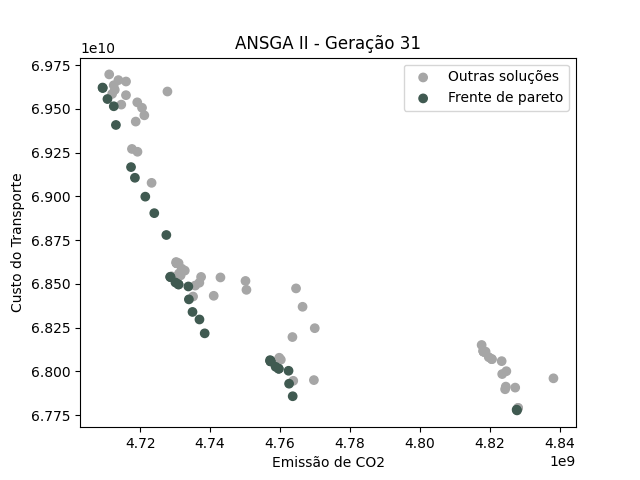 ANSGA II - Geração 31
1e10
6.975
6.950
6.925
6.900
6.875
6.850
6.825
6.800
6.775
Custo do Transporte
Outras soluções
Frente de pareto
4.72 4.74 4.76 4.78 4.80 4.82 4.84
Emissão de CO2
1e9